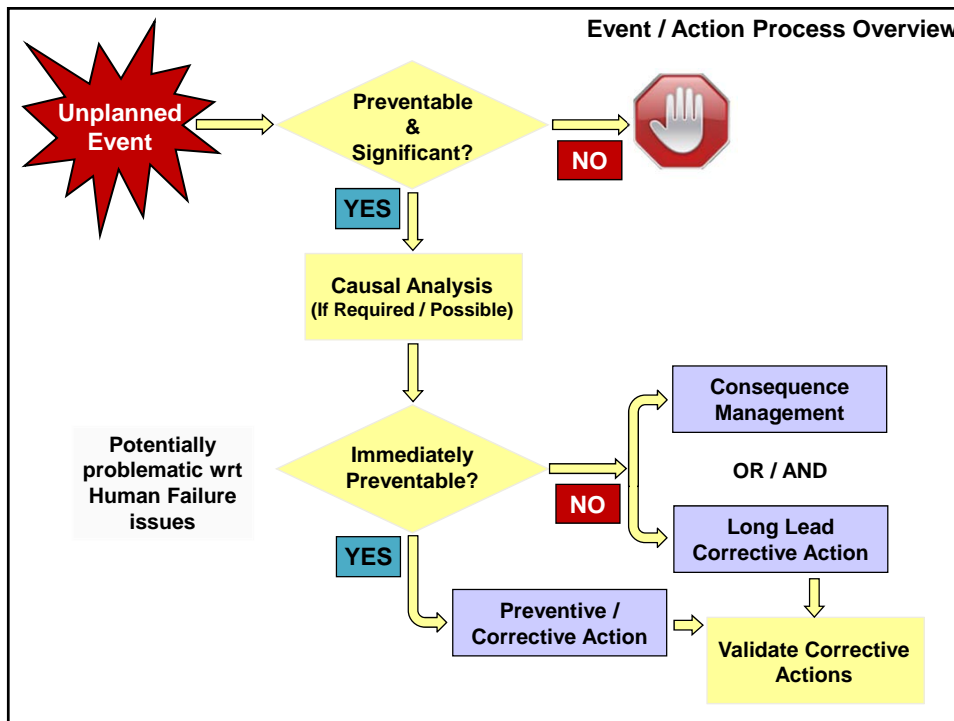 Event / Action Process Overview
Unplanned
Event
Preventable
&
Significant?
NO
YES
Causal Analysis
(If Required / Possible)
Consequence
Management
Potentially
problematic wrt
Human Failure
issues
Immediately
Preventable?
OR / AND
NO
Long Lead
Corrective Action
YES
Preventive /
Corrective Action
Validate Corrective
Actions